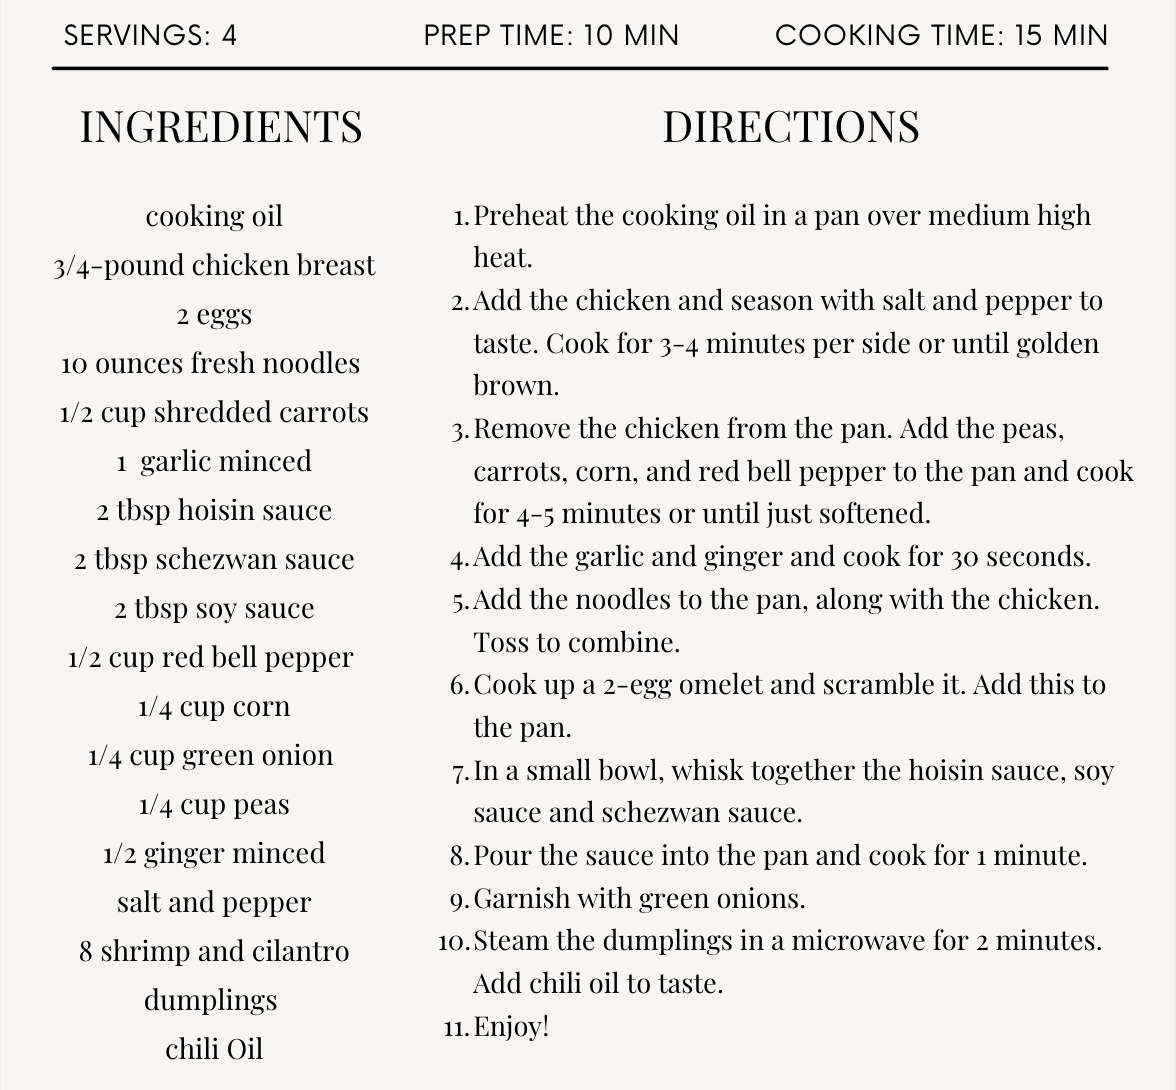 SERVINGS: 4
PREP TIME: 10 MIN
COOKING TIME: 15 MIN
INGREDIENTS
cooking oil
3/4-pound chicken breast
2 eggs
10 ounces fresh noodles
1/2 cup shredded carrots
1 garlic minced
2 tbsp hoisin sauce
2 tbsp schezwan sauce
2 tbsp soy sauce
1/2 cup red bell pepper
1/4 cup corn
1/4 cup green onion
1/4 cup peas
1/2 ginger minced
salt and pepper
8 shrimp and cilantro
dumplings
chili Oil
DIRECTIONS
1. Preheat the cooking oil in a pan over medium high
heat.
2. Add the chicken and season with salt and pepper to
taste. Cook for 3-4 minutes per side or until golden
brown.
3. Remove the chicken from the pan. Add the peas,
carrots, corn, and red bell pepper to the pan and cook
for 4-5 minutes or until just softened.
4. Add the garlic and ginger and cook for 30 seconds.
5. Add the noodles to the pan, along with the chicken.
Toss to combine.
6. Cook up a 2-egg omelet and scramble it. Add this to
the pan.
7. In a small bowl, whisk together the hoisin sauce, soy
sauce and schezwan sauce.
8. Pour the sauce into the pan and cook for 1 minute.
9. Garnish with green onions.
10. Steam the dumplings in a microwave for 2 minutes.
Add chili oil to taste.
11. Enjoy!